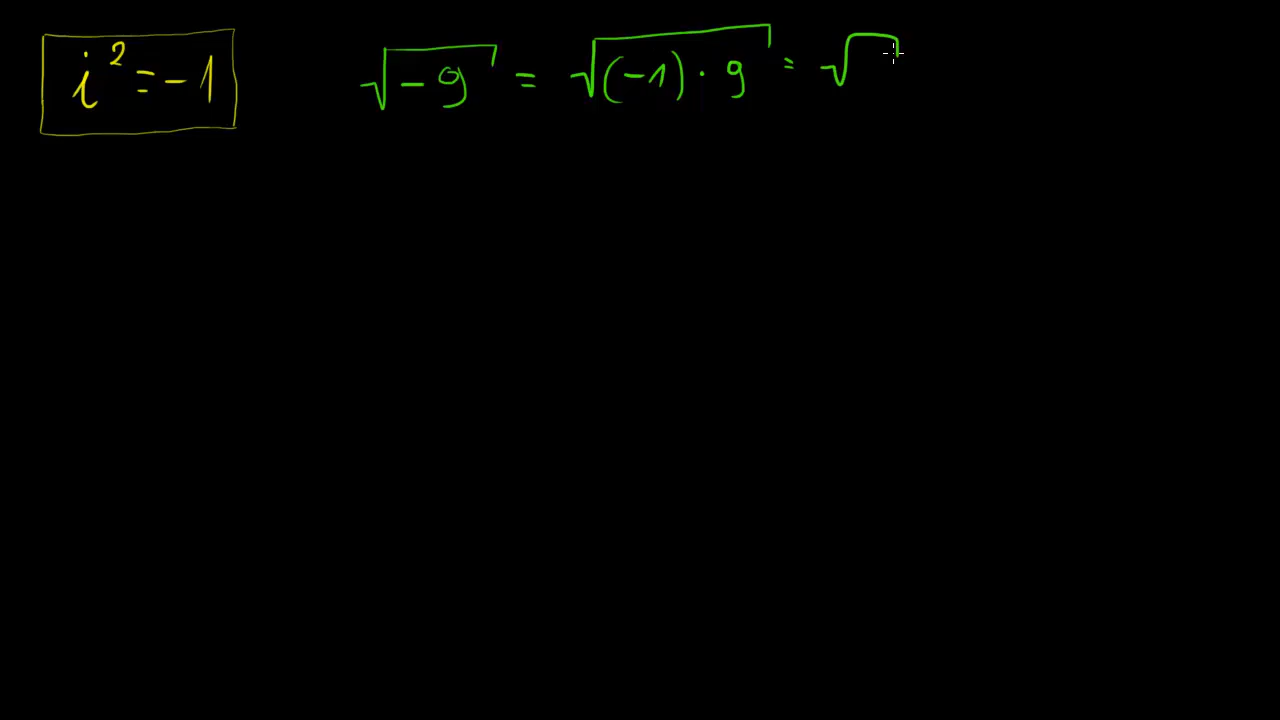 i² = -1
√-9 = √(-1) · 9 = √